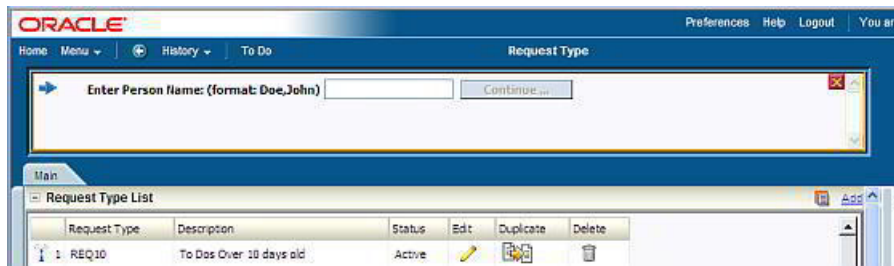 ORACLE
Preferences Help Logout You ar
Home Menu History To Do Request Type
Enter Person Name: (format: Doe,John) Continue ...
Main
Request Type List Add
Request Type Description Status Edit Duplicate Delete
1 REQ10 To Dos Over 10 days old Active